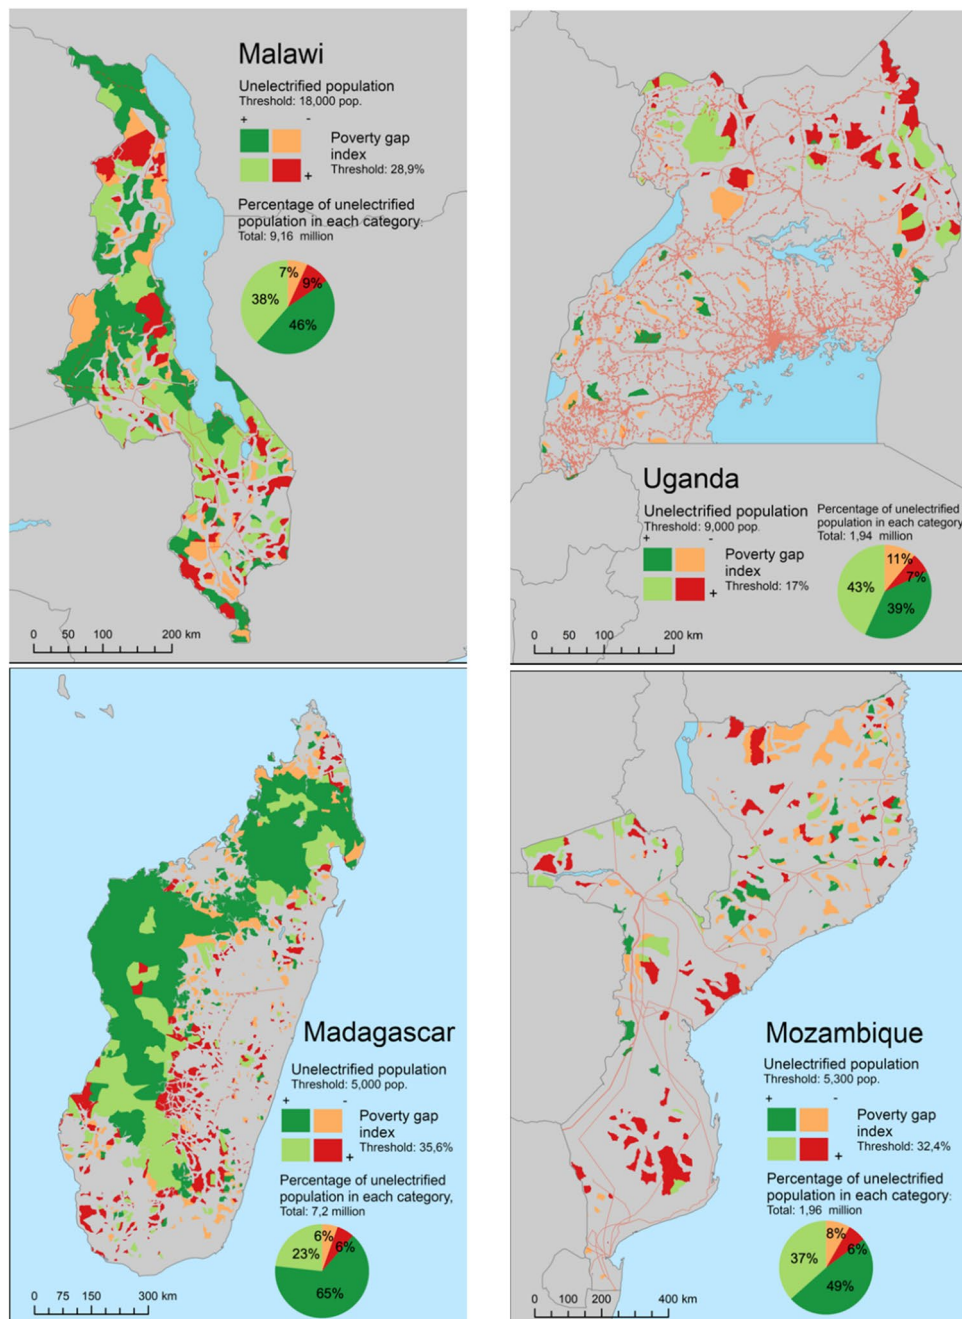 Malawi
Unelectrified population
Threshold: 18,000 pop.
+ -
Poverty gap
index
Threshold: 28,9%
+
Percentage of unelectrified
population in each category:
Total: 9,16 million
7%
9%
38%
46%
0 50 100 200 km
Uganda
Unelectrified population
Threshold: 9,000 pop.
+ -
Poverty gap
index
Threshold: 17%
+
Percentage of unelectrified
population in each category
Total: 1,94 million
11%
7%
43%
39%
0 50 100 200 km
Madagascar
Unelectrified population
Threshold: 5,000 pop.
+ -
Poverty gap
index
Threshold: 35,6%
+
Percentage of unelectrified
population in each category,
Total: 7,2 million
6%
6%
23%
65%
0 75 150 300 km
Mozambique
Unelectrified population
Threshold: 5,300 pop.
+ -
Poverty gap
index
Threshold: 32,4%
+
Percentage of unelectrified
population in each category:
Total: 1,96 million
8%
6%
37%
49%
0 100 200 400 km